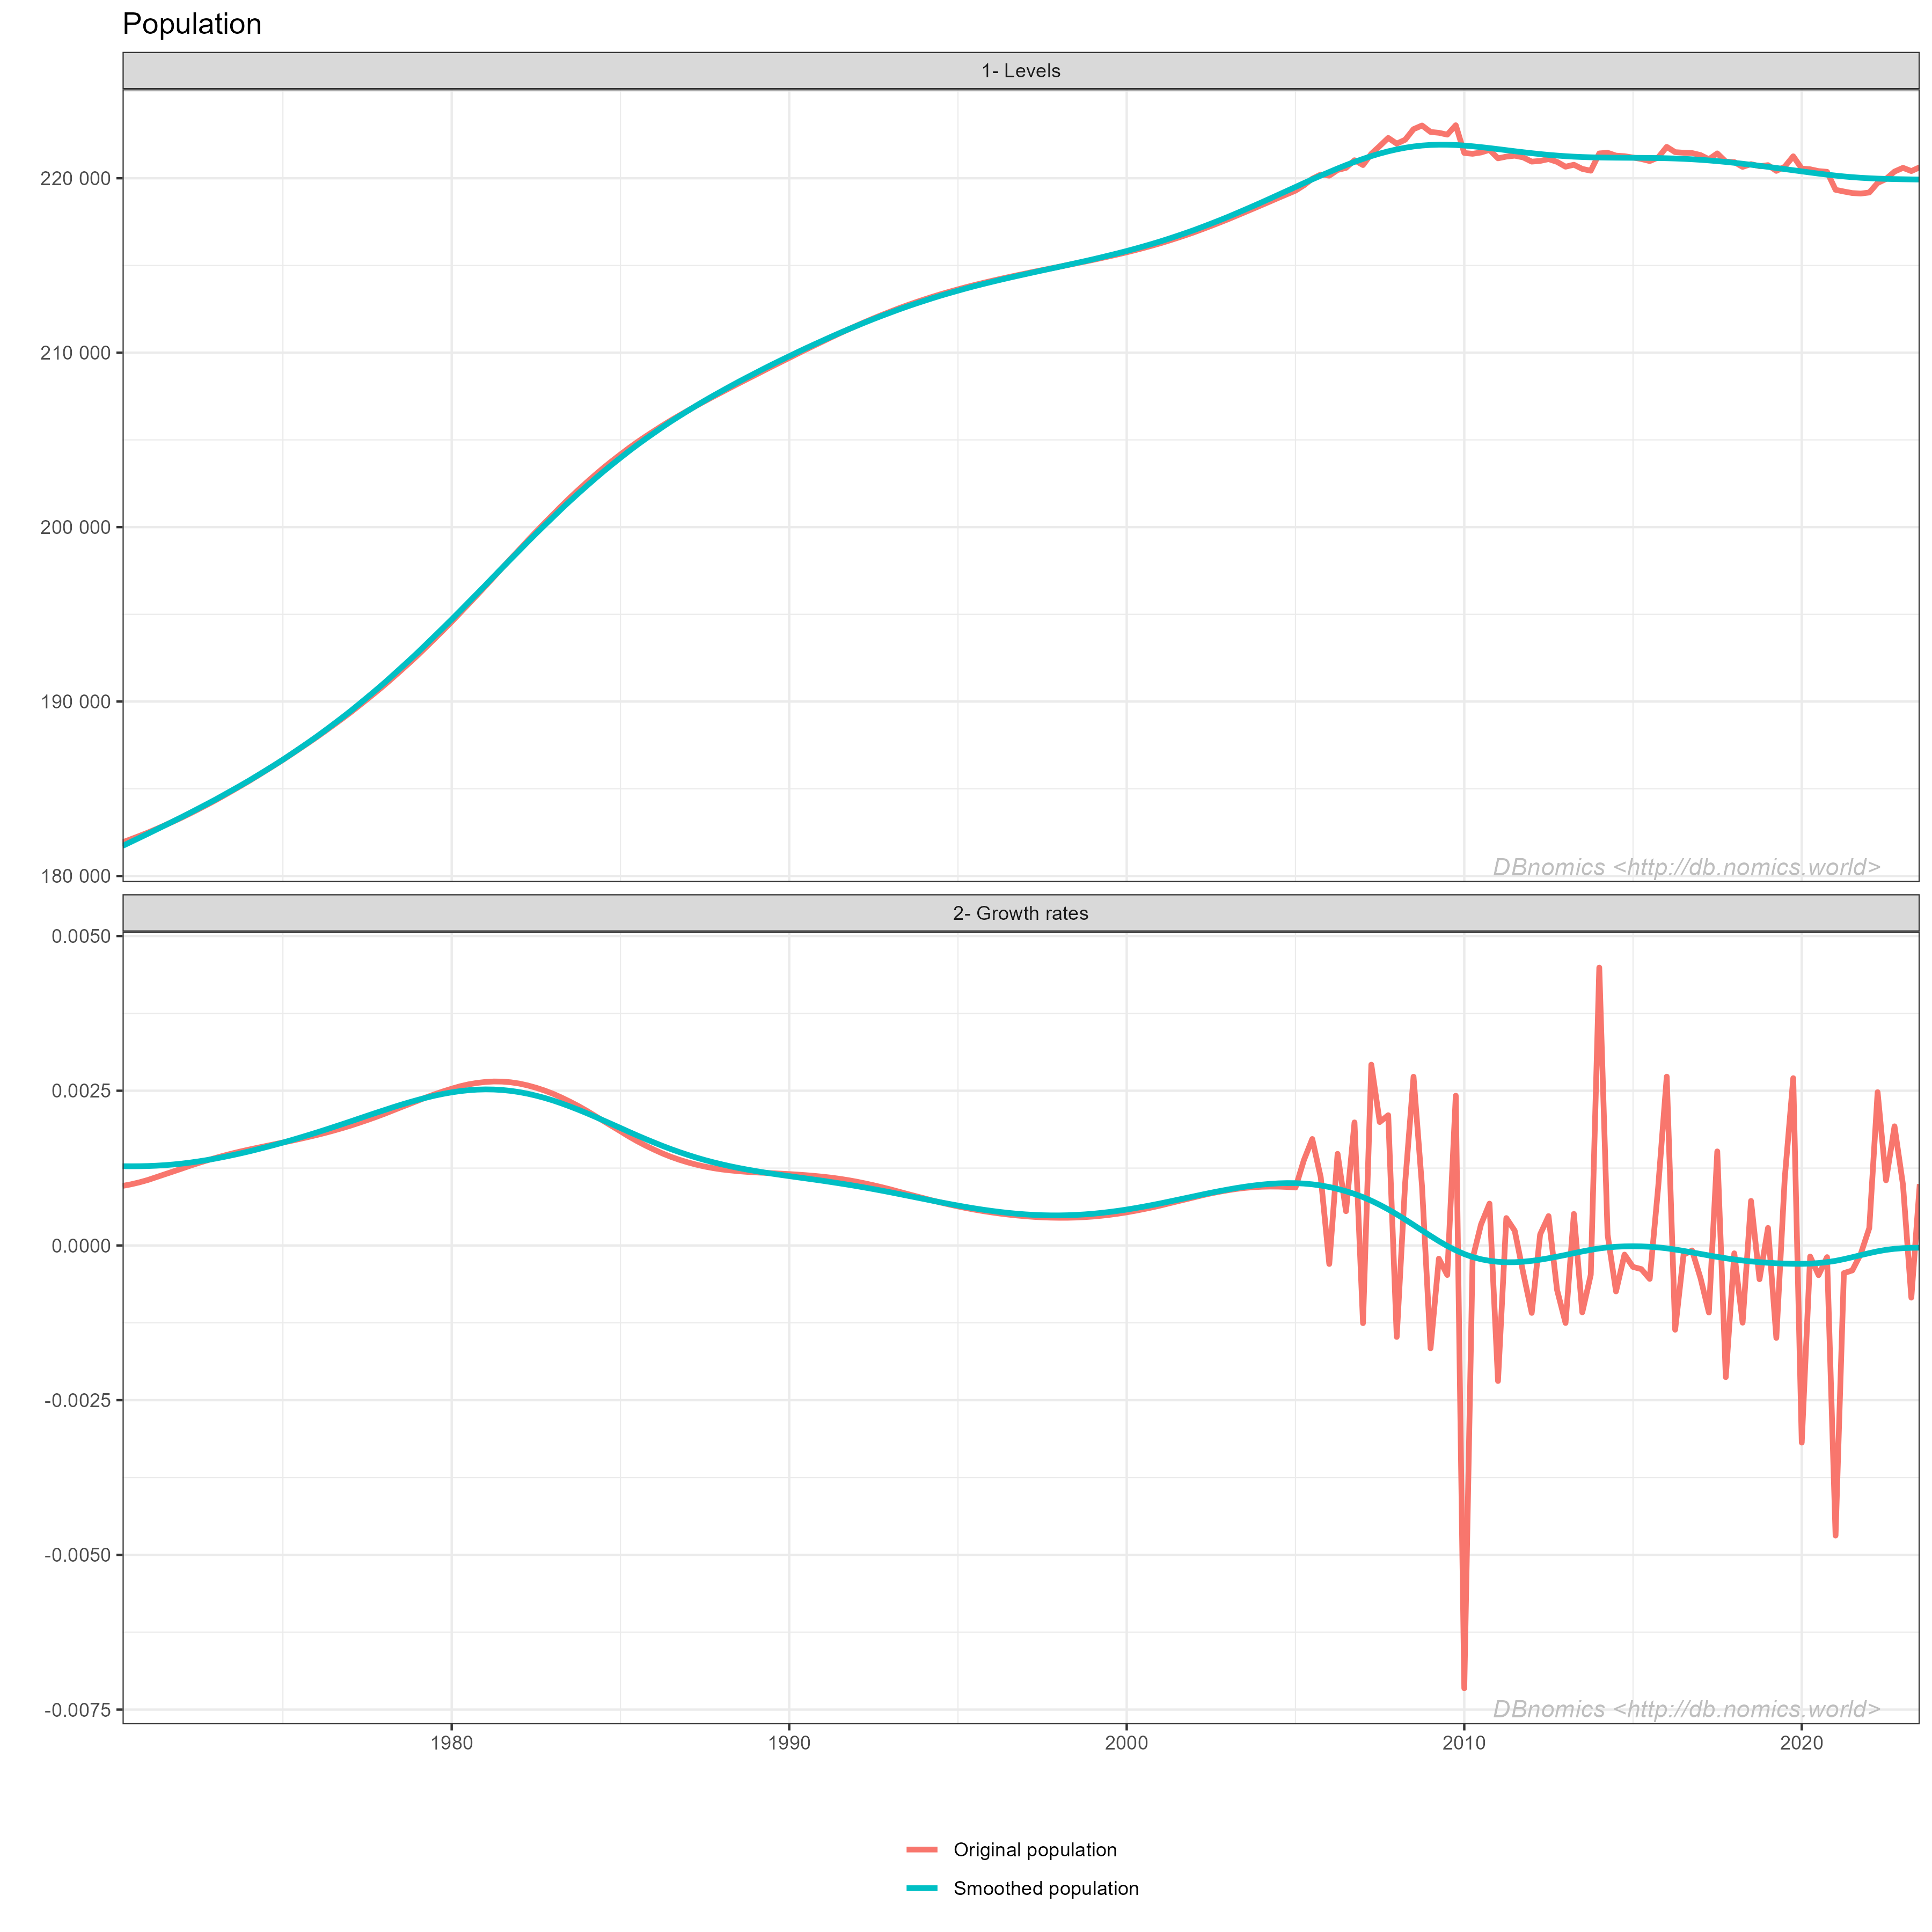 Population
1- Levels
220 000
210 000
200 000
190 000
180 000
DBnomics <http://db.nomics.world>
2- Growth rates
0.0050
0.0025
0.0000
-0.0025
-0.0050
-0.0075
DBnomics <http://db.nomics.world>
1980 1990 2000 2010 2020
Original population
Smoothed population